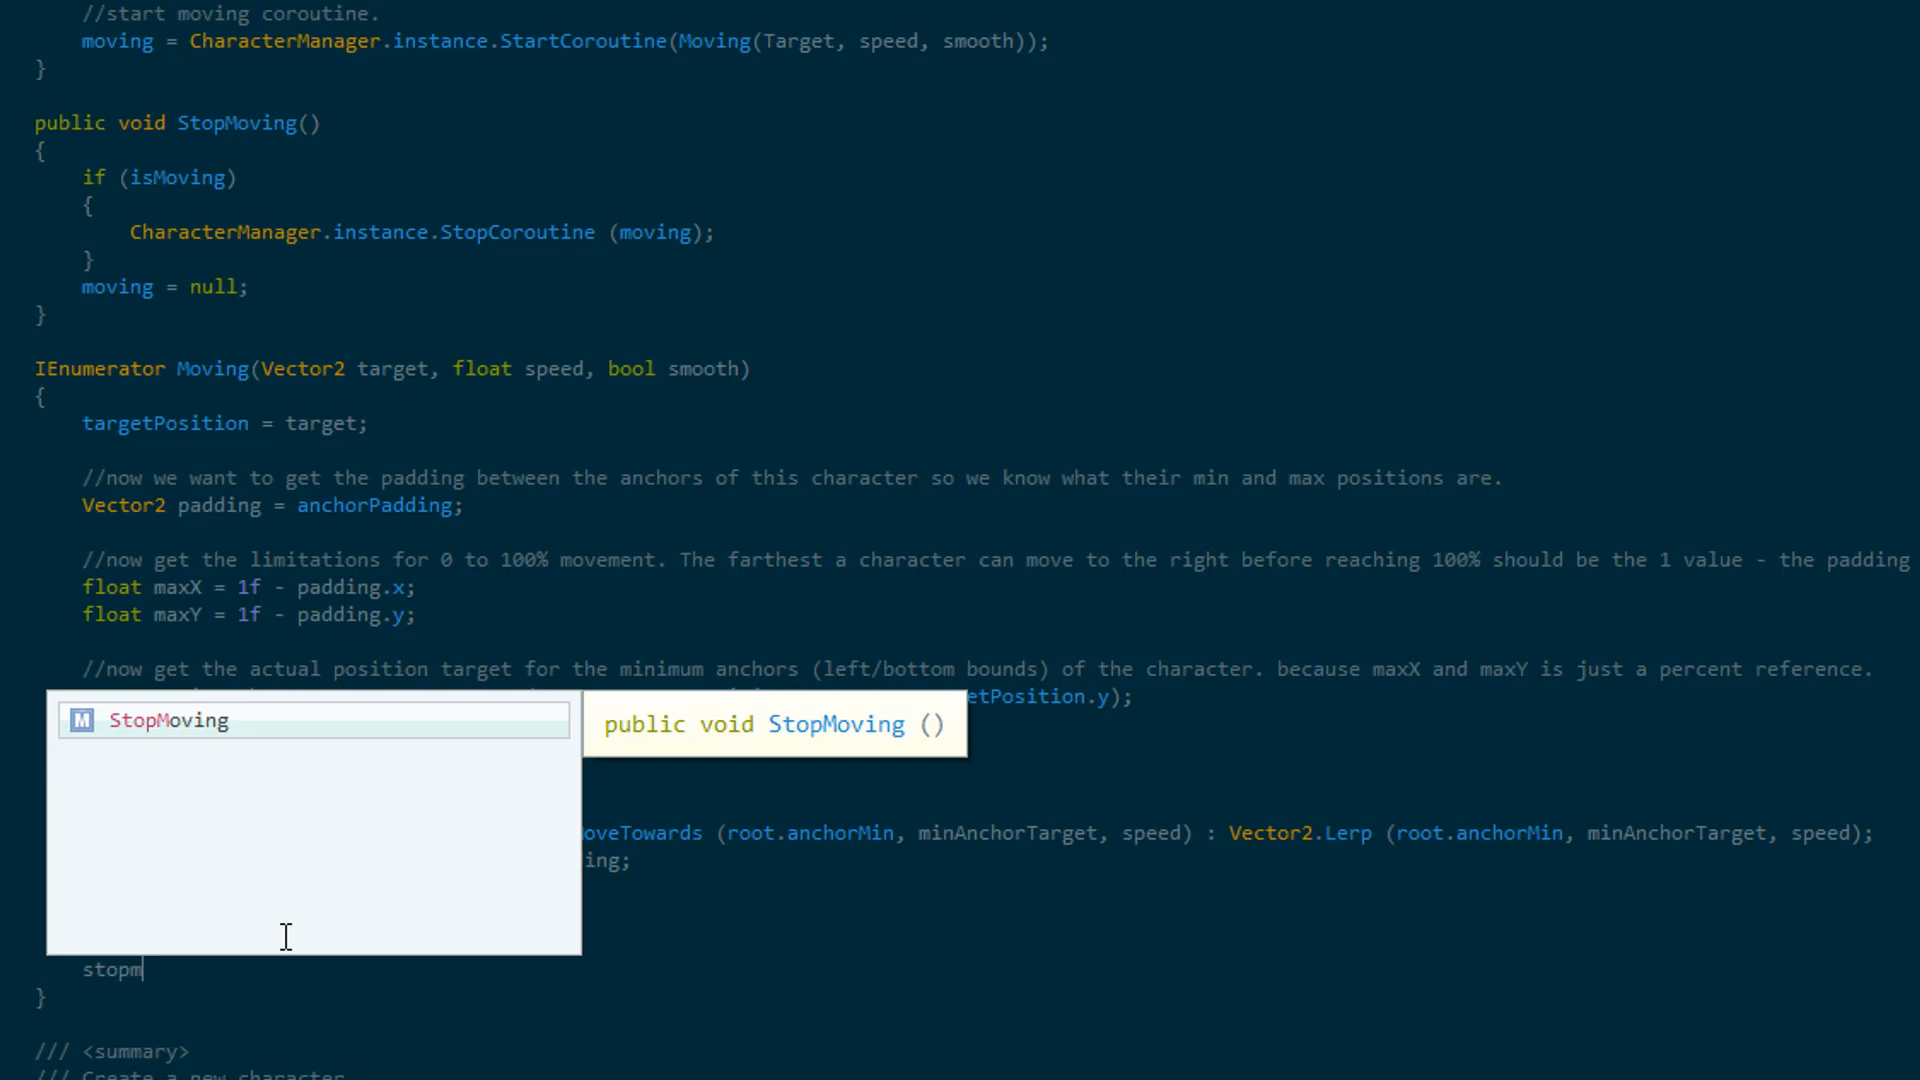 //start moving coroutine.
moving = CharacterManager.instance.StartCoroutine(Moving(Target, speed, smooth));
}
public void StopMoving()
{
if (isMoving)
{
CharacterManager.instance.StopCoroutine (moving);
}
moving = null;
}
IEnumerator Moving(Vector2 target, float speed, bool smooth)
{
targetPosition = target;
//now we want to get the padding between the anchors of this character so we know what their min and max positions are.
Vector2 padding = anchorPadding;
//now get the limitations for 0 to 100% movement. The farthest a character can move to the right before reaching 100% should be the 1 value - the padding
float maxX = 1f - padding.x;
float maxY = 1f - padding.y;
//now get the actual position target for the minimum anchors (left/bottom bounds) of the character. because maxX and maxY is just a percent reference.
etPosition.y);
M StopMoving
public void StopMoving ()
oveTowards (root.anchorMin, minAnchorTarget, speed) : Vector2.Lerp (root.anchorMin, minAnchorTarget, speed);
ing;
stopm
}
/// <summary>
/// Create a new character